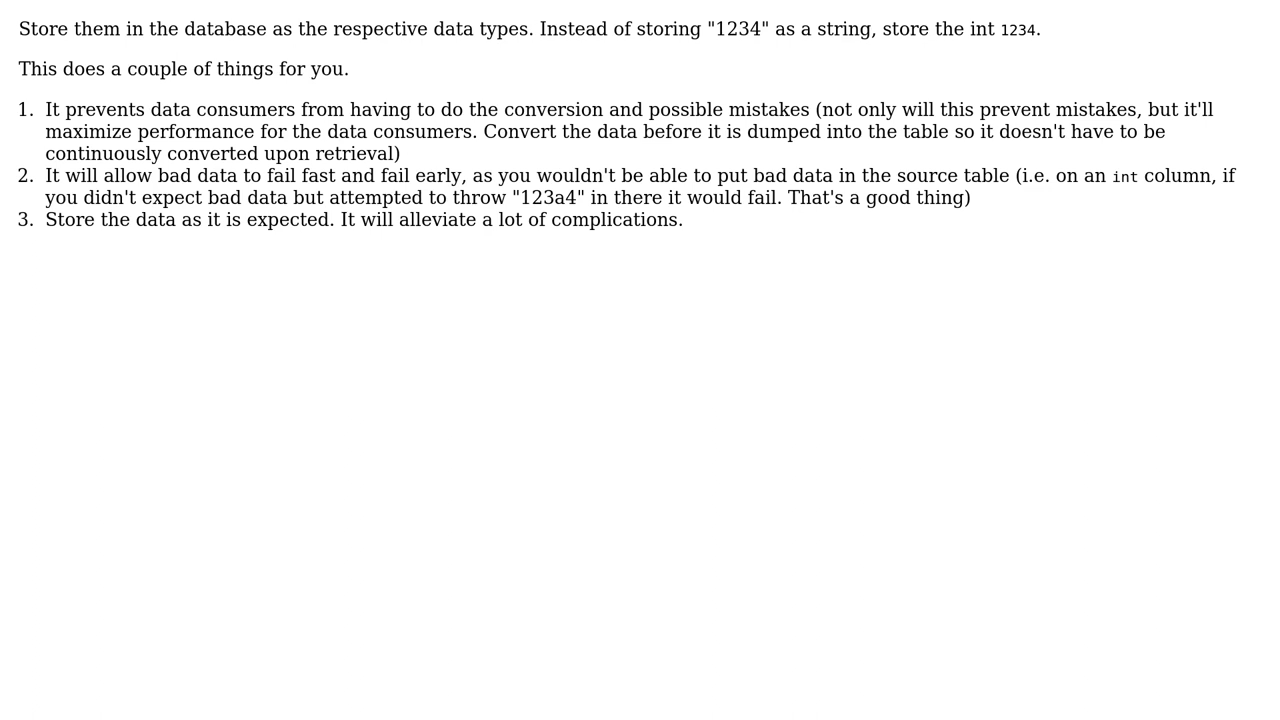 Store them in the database as the respective data types. Instead of storing "1234" as a string, store the int 1234.
This does a couple of things for you.
1. It prevents data consumers from having to do the conversion and possible mistakes (not only will this prevent mistakes, but it'll
maximize performance for the data consumers. Convert the data before it is dumped into the table so it doesn't have to be
continuously converted upon retrieval)
2. It will allow bad data to fail fast and fail early, as you wouldn't be able to put bad data in the source table (i.e. on an int column, if
you didn't expect bad data but attempted to throw "123a4" in there it would fail. That's a good thing)
3. Store the data as it is expected. It will alleviate a lot of complications.